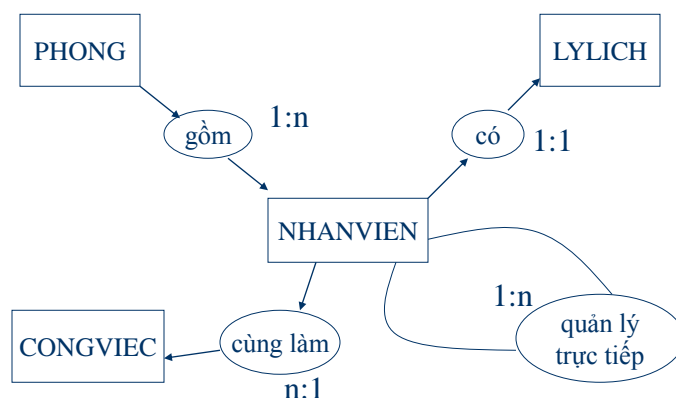 PHONG
LYLICH
gồm
1:n
có
1:1
NHANVIEN
1:n
quản lý
trực tiếp
CONGVIEC
cùng làm
n:1